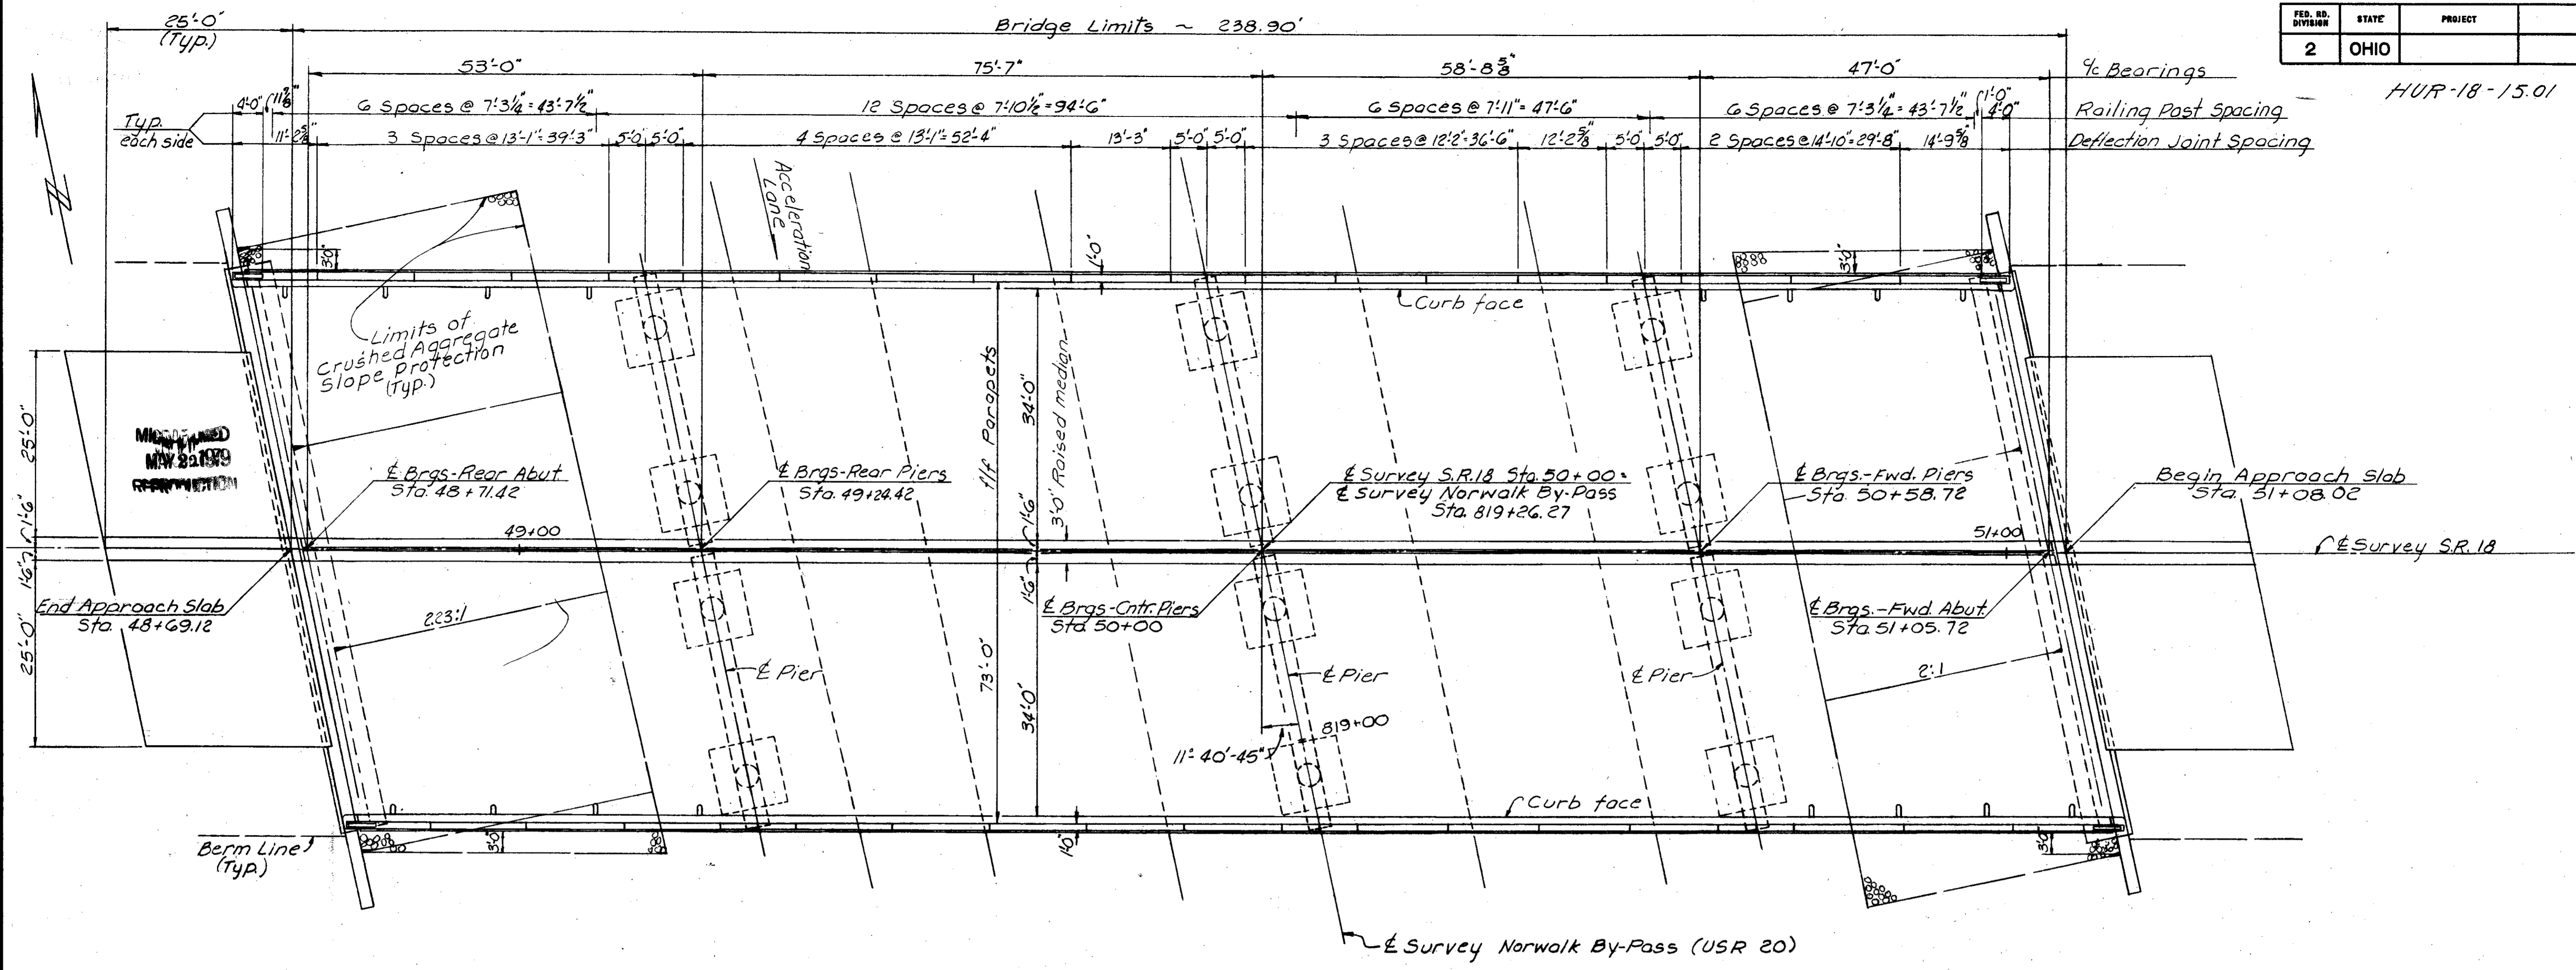 25'-0"
(Typ.)
Bridge Limits ~ 238.90'
FED. RD. DIVISION STATE PROJECT
2 OHIO
HUR-18-15.01
53'-0" 75'-7" 58'-8 5/8" 47'-0" ℄ Bearings
4'-0" 11 7/8" 6 Spaces @ 7'-3 1/4" = 43'-7 1/2" 12 Spaces @ 7'-10 1/2" = 94'-6" 6 Spaces @ 7'-11" = 47'-6" 6 Spaces @ 7'-3 1/4" = 43'-7 1/2" 1'-0" 4'-0" Railing Post Spacing
Typ.
each side
11'-2 5/8" 3 Spaces @ 13'-1" = 39'-3" 5'-0" 5'-0" 4 Spaces @ 13'-1" = 52'-4" 13'-3" 5'-0" 5'-0" 3 Spaces @ 12'-2" = 36'-6" 12'-2 5/8" 5'-0" 5'-0" 2 Spaces @ 14'-10" = 29'-8" 14'-9 5/8" Deflection Joint Spacing
N
Acceleration
Lane
3'-0"
1'-0"
3'-0"
Curb face
Limits of
Crushed Aggregate
Slope protection
(Typ.)
f/f Parapets
73'-0"
34'-0"
3'-0" Raised median
1'-6"
1'-6"
34'-0"
25'-0"
1'-6"
1'-6"
25'-0"
MAY 22 1979
REPRODUCTION
℄ Brgs-Rear Abut
Sta. 48+71.42
℄ Brgs-Rear Piers
Sta. 49+24.42
℄ Survey S.R.18 Sta. 50+00 =
℄ Survey Norwalk By-Pass
Sta. 819+26.27
℄ Brgs.-Fwd. Piers
Sta. 50+58.72
Begin Approach Slab
Sta. 51+08.02
49+00
51+00
℄ Survey S.R. 18
End Approach Slab
Sta. 48+69.12
2.23:1
℄ Brgs-Cntr. Piers
Sta. 50+00
℄ Brgs.-Fwd. Abut.
Sta. 51+05.72
℄ Pier
℄ Pier
℄ Pier
2:1
819+00
11°-40'-45"
Curb face
Berm Line
(Typ.)
3'-0"
1'-0"
3'-0"
℄ Survey Norwalk By-Pass (USR 20)